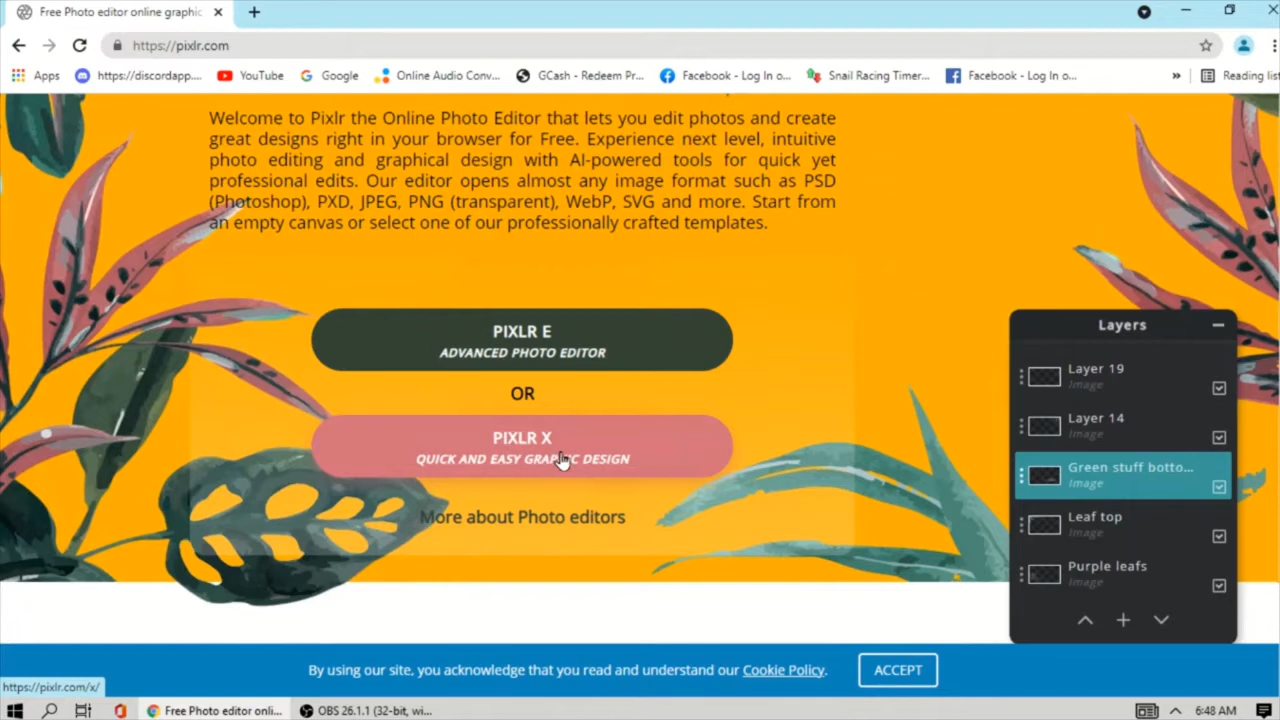 Free Photo editor online graphic
https://pixlr.com
Apps
https://discordapp....
YouTube
Google
Online Audio Conv...
GCash - Redeem Pr...
Facebook - Log In o...
Snail Racing Timer...
Facebook - Log In o...
»
Reading list
Welcome to Pixlr the Online Photo Editor that lets you edit photos and create
great designs right in your browser for Free. Experience next level, intuitive
photo editing and graphical design with AI-powered tools for quick yet
professional edits. Our editor opens almost any image format such as PSD
(Photoshop), PXD, JPEG, PNG (transparent), WebP, SVG and more. Start from
an empty canvas or select one of our professionally crafted templates.
PIXLR E
ADVANCED PHOTO EDITOR
OR
PIXLR X
QUICK AND EASY GRAPHIC DESIGN
More about Photo editors
Layers
Layer 19
Image
Layer 14
Image
Green stuff botto...
Image
Leaf top
Image
Purple leafs
Image
By using our site, you acknowledge that you read and understand our Cookie Policy.
ACCEPT
https://pixlr.com/x/
Free Photo editor onli...
OBS 26.1.1 (32-bit, wi...
6:48 AM